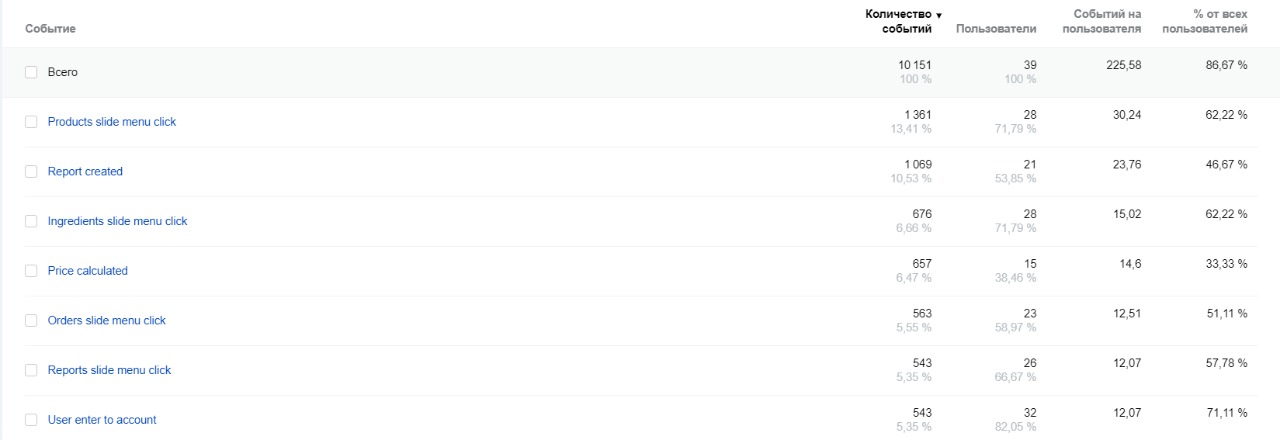 Событие
Количество событий ▼
Пользователи
Событий на пользователя
% от всех пользователей
Всего 10 151 39 225,58 86,67 %
100 % 100 %
Products slide menu click 1 361 28 30,24 62,22 %
13,41 % 71,79 %
Report created 1 069 21 23,76 46,67 %
10,53 % 53,85 %
Ingredients slide menu click 676 28 15,02 62,22 %
6,66 % 71,79 %
Price calculated 657 15 14,6 33,33 %
6,47 % 38,46 %
Orders slide menu click 563 23 12,51 51,11 %
5,55 % 58,97 %
Reports slide menu click 543 26 12,07 57,78 %
5,35 % 66,67 %
User enter to account 543 32 12,07 71,11 %
5,35 % 82,05 %